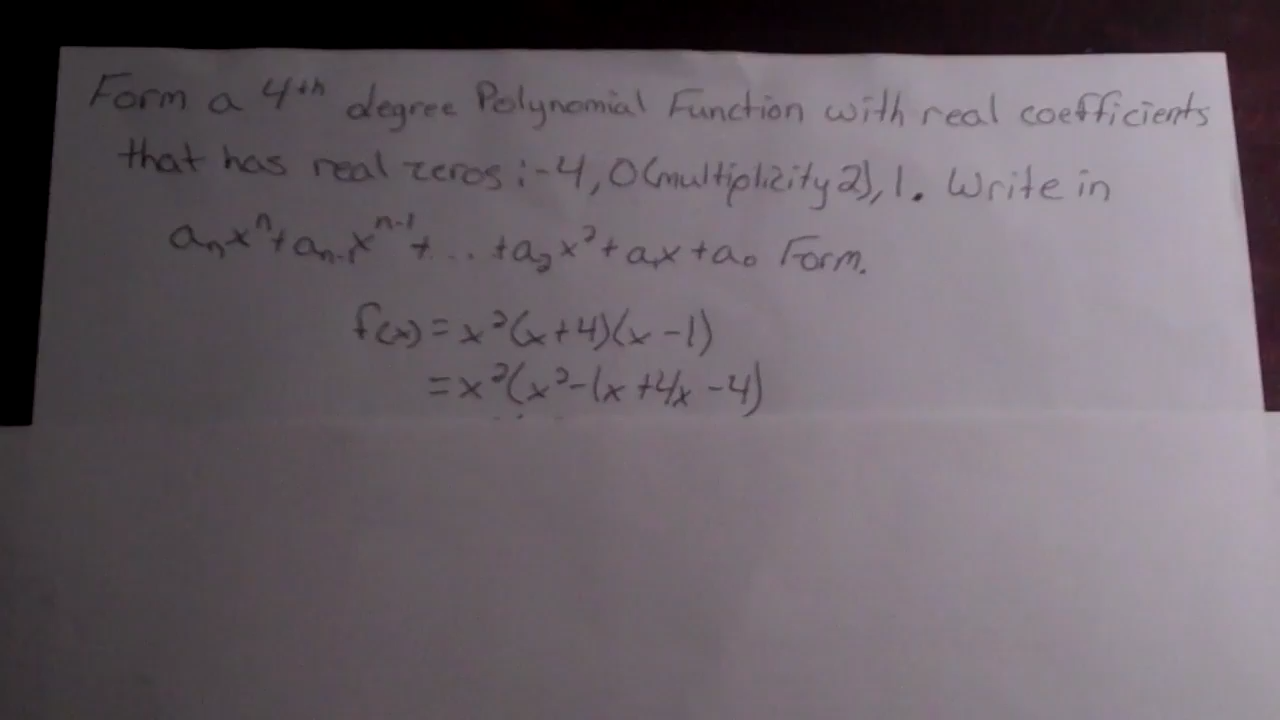 Form a 4th degree Polynomial Function with real coefficients
that has real zeros: -4, 0(multiplicity 2), 1. Write in
aₙxⁿ + aₙ₋₁xⁿ⁻¹ + ... + a₂x² + a₁x + a₀ Form.
f(x) = x²(x+4)(x-1)
= x²(x²-1x+4x-4)